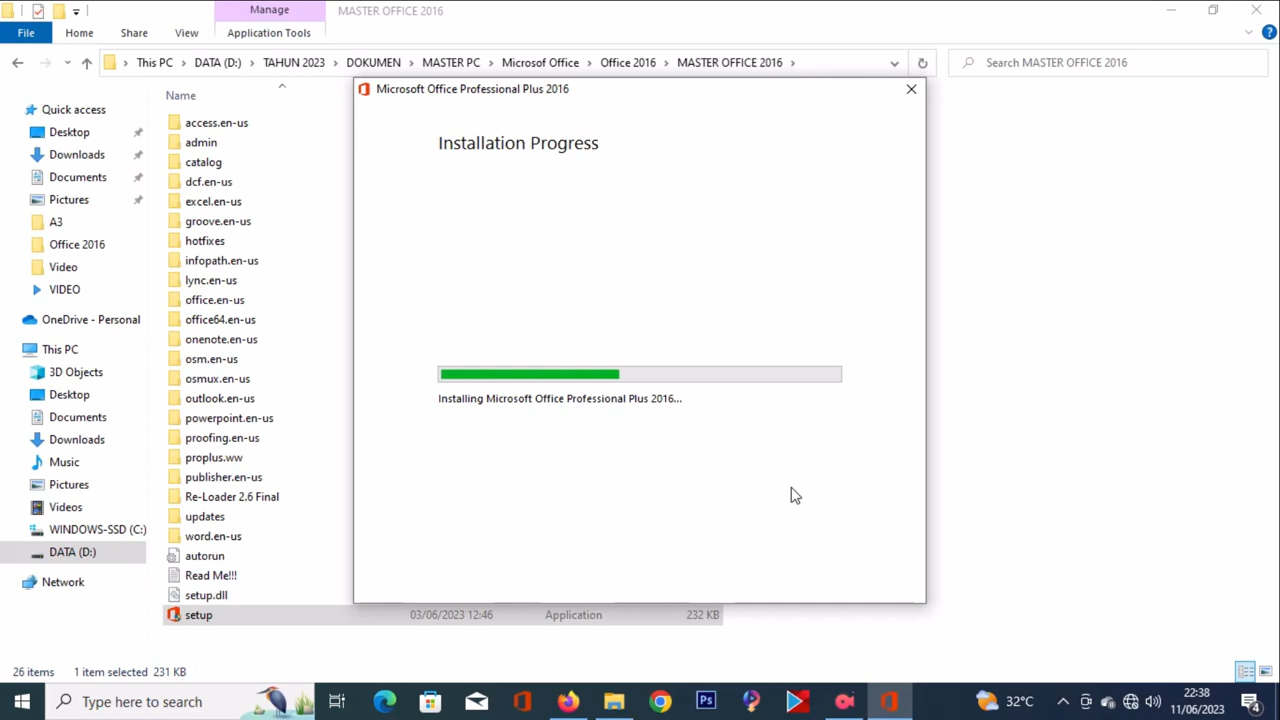 Manage
MASTER OFFICE 2016
File
Home
Share
View
Application Tools
This PC
DATA (D:)
TAHUN 2023
DOKUMEN
MASTER PC
Microsof Office
Office 2016
MASTER OFFICE 2016
Search MASTER OFFICE 2016
Quick access
Desktop
Downloads
Documents
Pictures
A3
Office 2016
Video
VIDEO
OneDrive - Personal
This PC
3D Objects
Desktop
Documents
Downloads
Music
Pictures
Videos
WINDOWS-SSD (C:)
DATA (D:)
Network
Name
access.en-us
admin
catalog
dcf.en-us
excel.en-us
groove.en-us
hotfixes
infopath.en-us
lync.en-us
office.en-us
office64.en-us
onenote.en-us
osm.en-us
osmux.en-us
outlook.en-us
powerpoint.en-us
proofing.en-us
proplus.ww
publisher.en-us
Re-Loader 2.6 Final
updates
word.en-us
autorun
Read Me!!!
setup.dll
setup 03/06/2023 12:46 Application 232 KB
Microsoft Office Professional Plus 2016
Installation Progress
Installing Microsoft Office Professional Plus 2016...
26 items 1 item selected 231 KB
Type here to search
Ps
32°C
22:38
11/06/2023
4